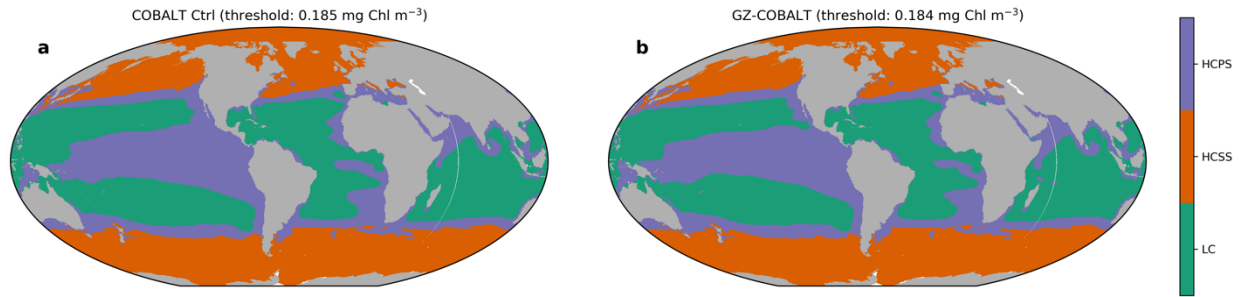 COBALT Ctrl (threshold: 0.185 mg Chl m⁻³)
GZ-COBALT (threshold: 0.184 mg Chl m⁻³)
a
b
HCPS
HCSS
LC